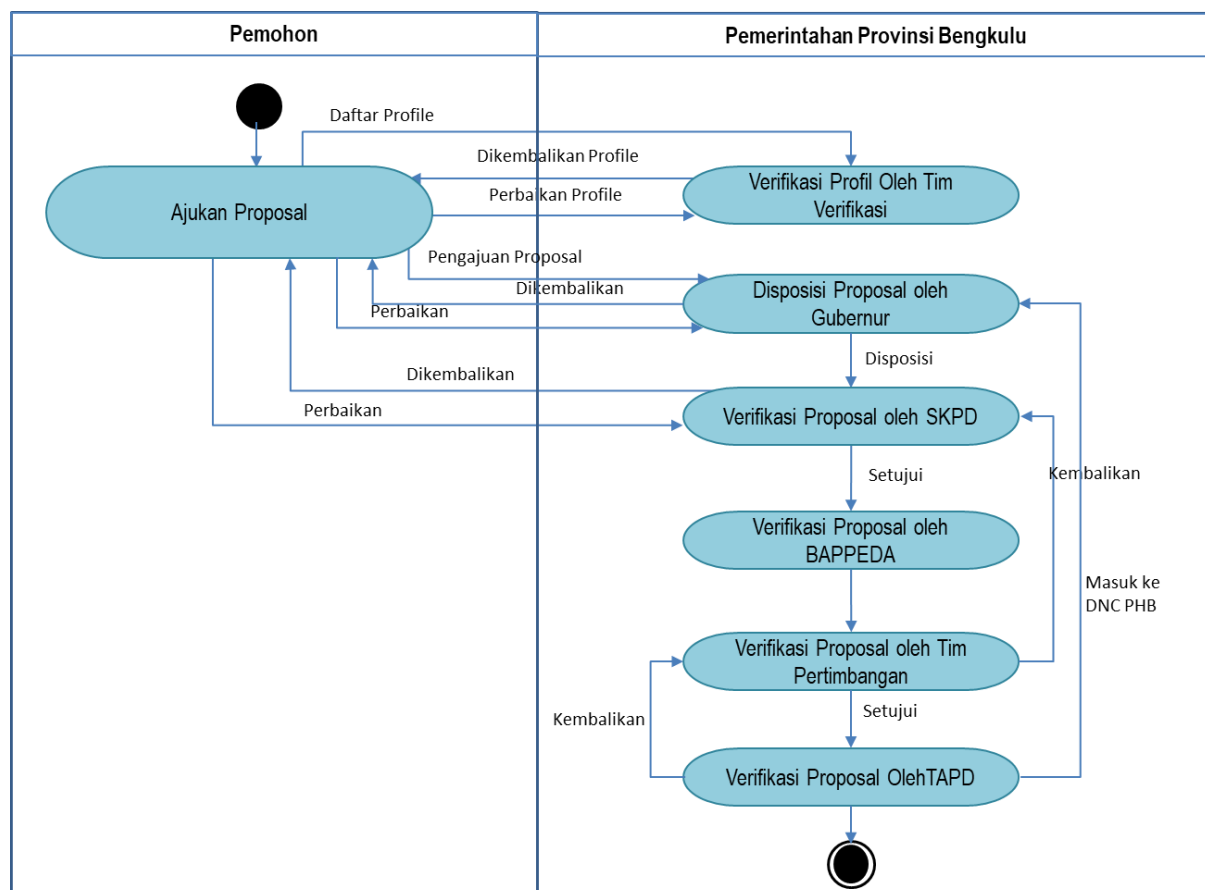 Pemohon
Pemerintahan Provinsi Bengkulu
Daftar Profile
Dikembalikan Profile
Verifikasi Profil Oleh Tim
Verifikasi
Perbaikan Profile
Ajukan Proposal
Pengajuan Proposal
Dikembalikan
Disposisi Proposal oleh
Gubernur
Perbaikan
Disposisi
Dikembalikan
Perbaikan
Verifikasi Proposal oleh SKPD
Setujui
Kembalikan
Verifikasi Proposal oleh
BAPPEDA
Masuk ke
DNC PHB
Verifikasi Proposal oleh Tim
Pertimbangan
Kembalikan
Setujui
Verifikasi Proposal OlehTAPD